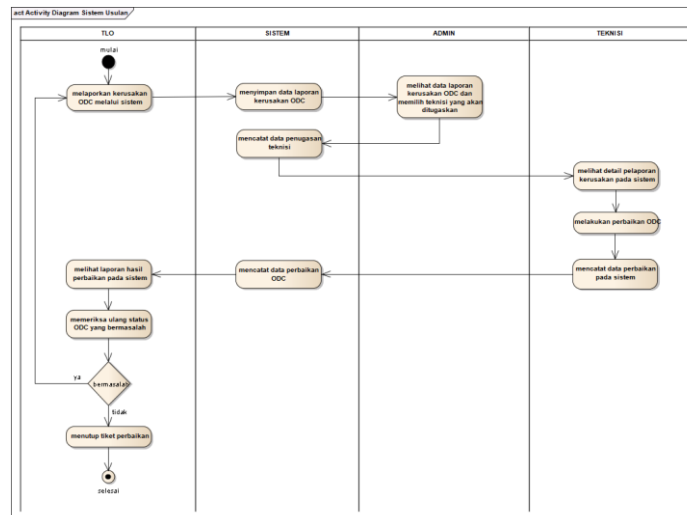 act Activity Diagram Sistem Usulan
TLO
SISTEM
ADMIN
TEKNISI
mulai
melaporkan kerusakan
ODC melalui sistem
menyimpan data laporan
kerusakan ODC
melihat data laporan
kerusakan ODC dan
memilih teknisi yang akan
ditugaskan
mencatat data penugasan
teknisi
melihat detail pelaporan
kerusakan pada sistem
melakukan perbaikan ODC
mencatat data perbaikan
pada sistem
mencatat data perbaikan
ODC
melihat laporan hasil
perbaikan pada sistem
memeriksa ulang status
ODC yang bermasalah
ya
bermasalah
tidak
menutup tiket perbaikan
selesai